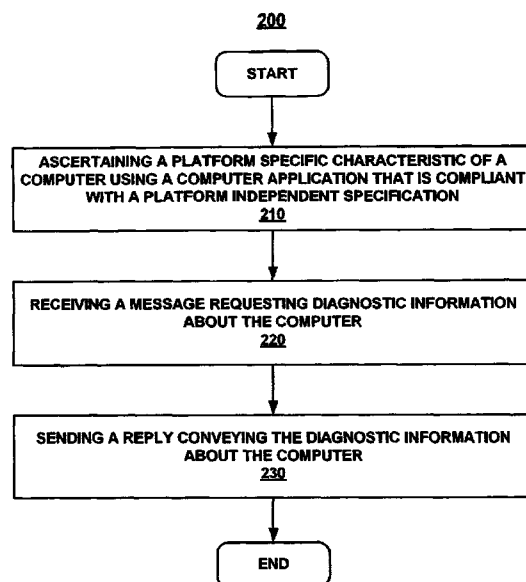 200
START
ASCERTAINING A PLATFORM SPECIFIC CHARACTERISTIC OF A
COMPUTER USING A COMPUTER APPLICATION THAT IS COMPLIANT
WITH A PLATFORM INDEPENDENT SPECIFICATION
210
RECEIVING A MESSAGE REQUESTING DIAGNOSTIC INFORMATION
ABOUT THE COMPUTER
220
SENDING A REPLY CONVEYING THE DIAGNOSTIC INFORMATION
ABOUT THE COMPUTER
230
END